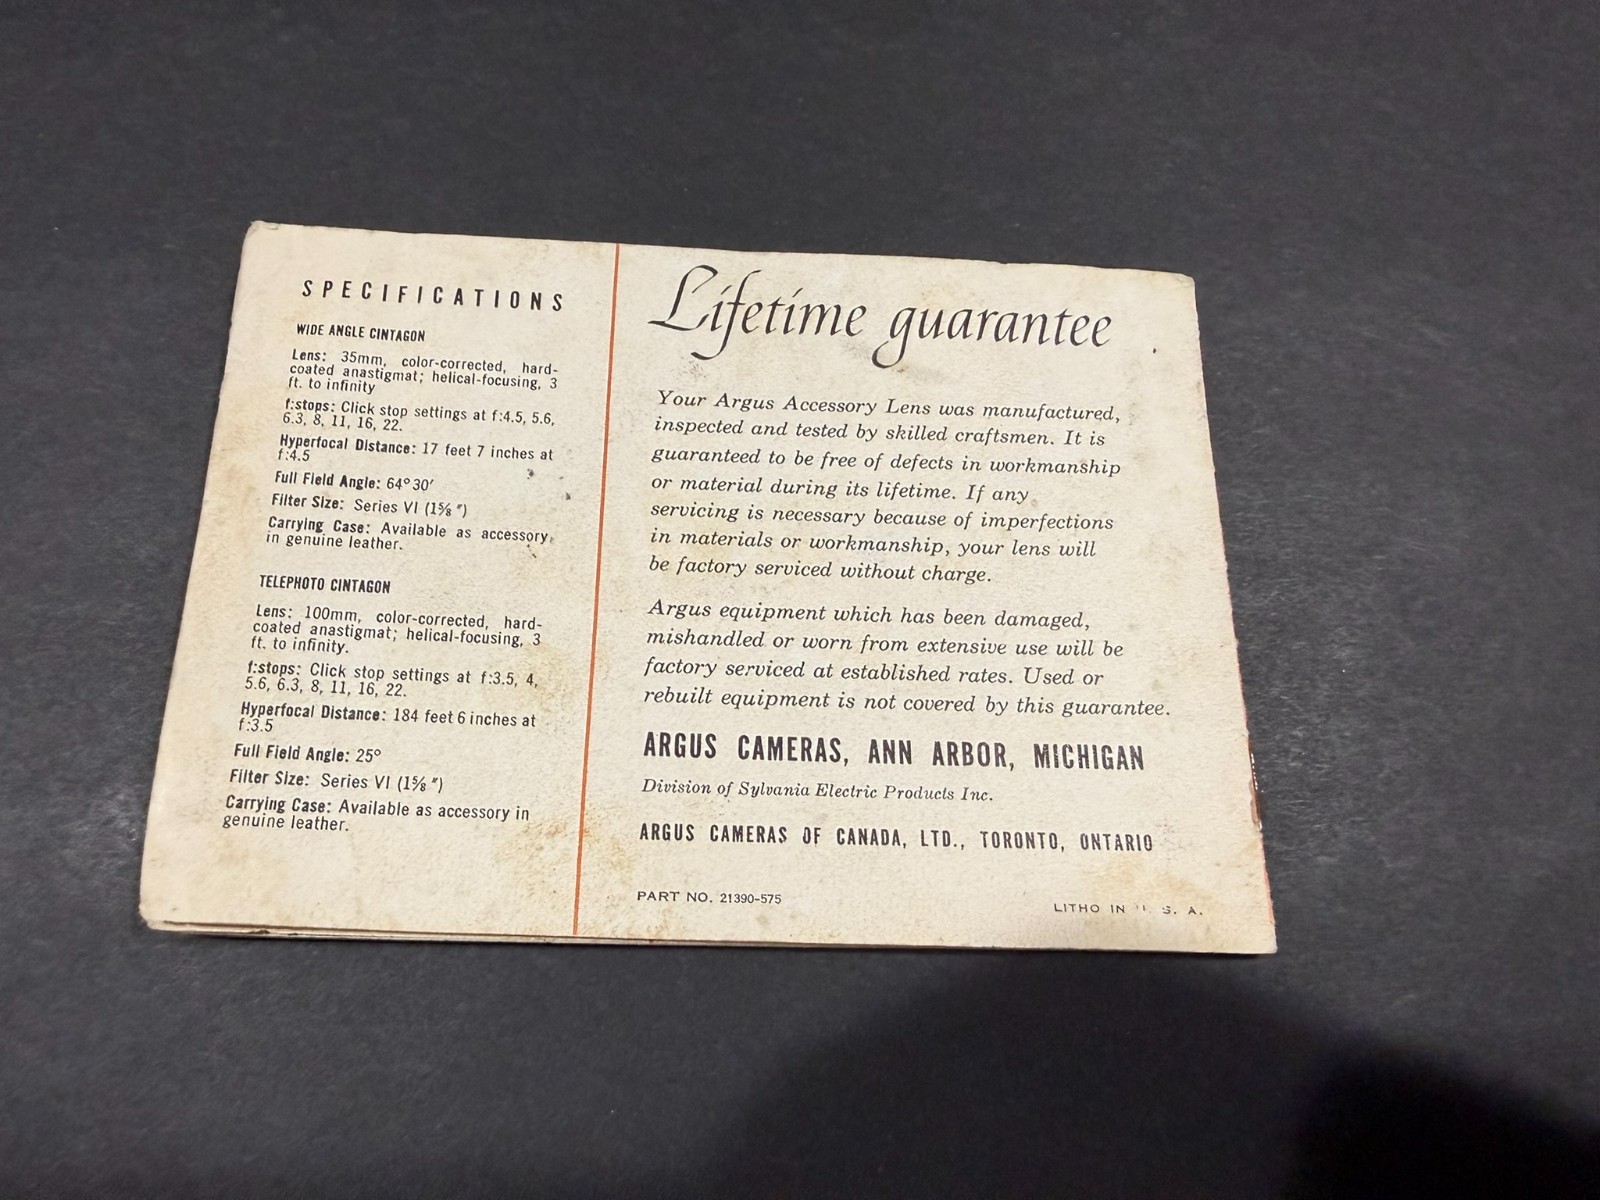 SPECIFICATIONS
WIDE ANGLE CINTAGON
Lens: 35mm, color-corrected, hard-
coated anastigmat; helical-focusing, 3
ft. to infinity
f:stops: Click stop settings at f:4.5, 5.6,
6.3, 8, 11, 16, 22.
Hyperfocal Distance: 17 feet 7 inches at
f:4.5
Full Field Angle: 64°30′
Filter Size: Series VI (1⅝″)
Carrying Case: Available as accessory
in genuine leather.
TELEPHOTO CINTAGON
Lens: 100mm, color-corrected, hard-
coated anastigmat; helical-focusing, 3
ft. to infinity.
f:stops: Click stop settings at f:3.5, 4,
5.6, 6.3, 8, 11, 16, 22.
Hyperfocal Distance: 184 feet 6 inches at
f:3.5
Full Field Angle: 25°
Filter Size: Series VI (1⅝″)
Carrying Case: Available as accessory in
genuine leather.
Lifetime guarantee
Your Argus Accessory Lens was manufactured,
inspected and tested by skilled craftsmen. It is
guaranteed to be free of defects in workmanship
or material during its lifetime. If any
servicing is necessary because of imperfections
in materials or workmanship, your lens will
be factory serviced without charge.
Argus equipment which has been damaged,
mishandled or worn from extensive use will be
factory serviced at established rates. Used or
rebuilt equipment is not covered by this guarantee.
ARGUS CAMERAS, ANN ARBOR, MICHIGAN
Division of Sylvania Electric Products Inc.
ARGUS CAMERAS OF CANADA, LTD., TORONTO, ONTARIO
PART NO. 21390-575
LITHO IN U. S. A.